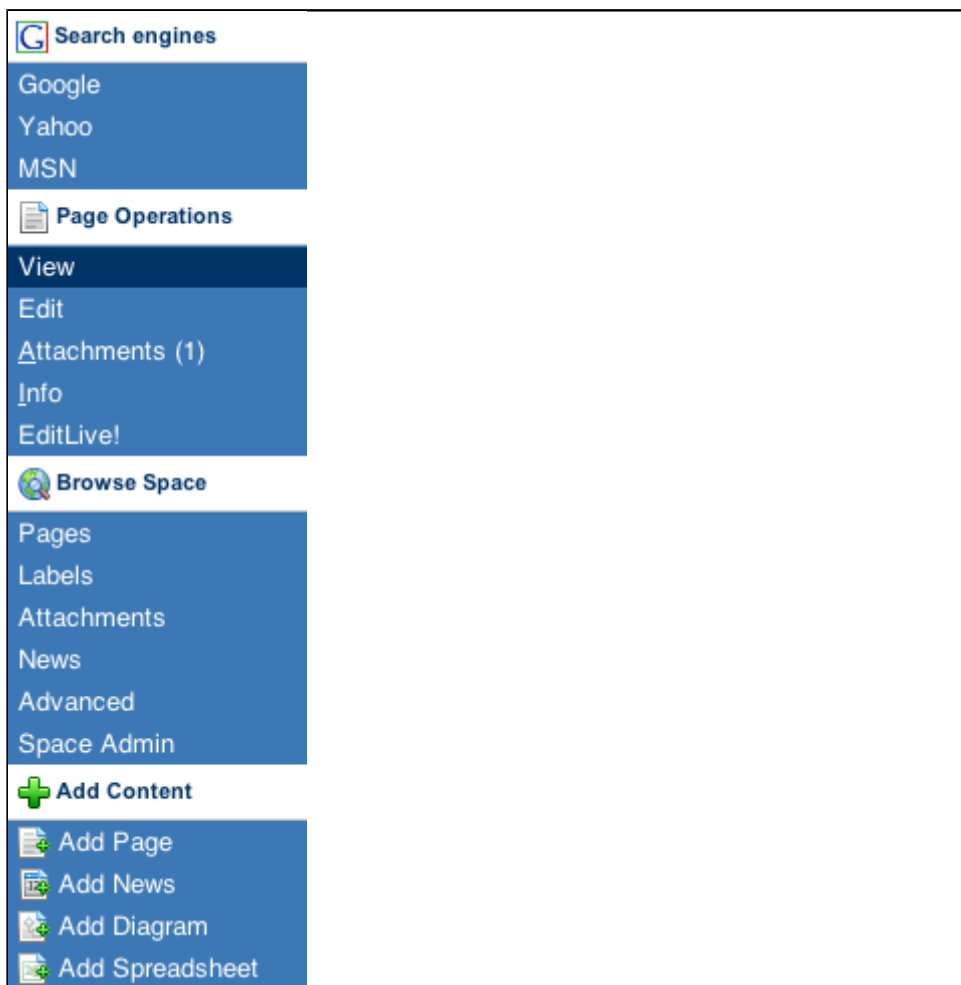 Search engines
Google
Yahoo
MSN
Page Operations
View
Edit
Attachments (1)
Info
EditLive!
Browse Space
Pages
Labels
Attachments
News
Advanced
Space Admin
Add Content
Add Page
Add News
Add Diagram
Add Spreadsheet